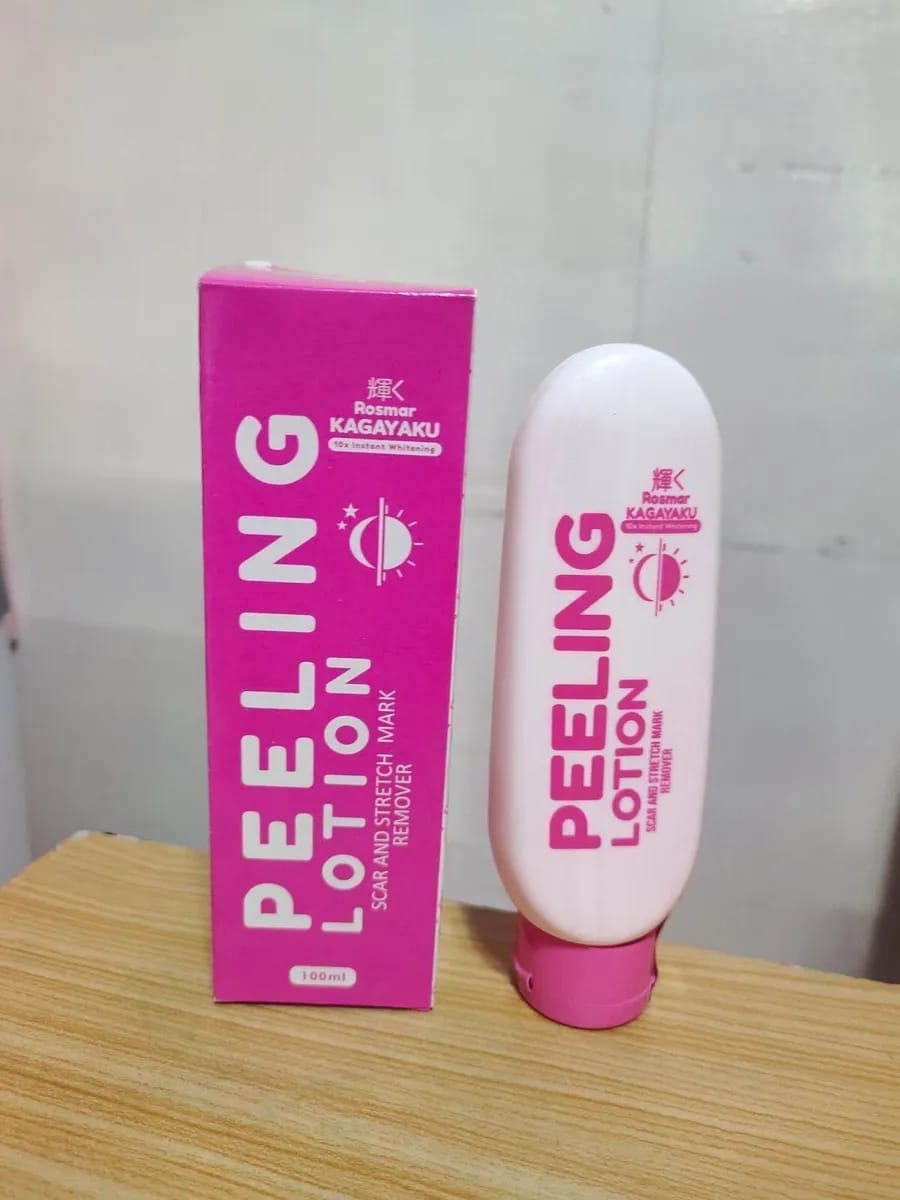 輝く
Rosmar
KAGAYAKU
10x Instant Whitening
PEELING
LOTION
SCAR AND STRETCH MARK
REMOVER
100ml
輝く
Rosmar
KAGAYAKU
10x Instant Whitening
PEELING
LOTION
SCAR AND STRETCH MARK
REMOVER